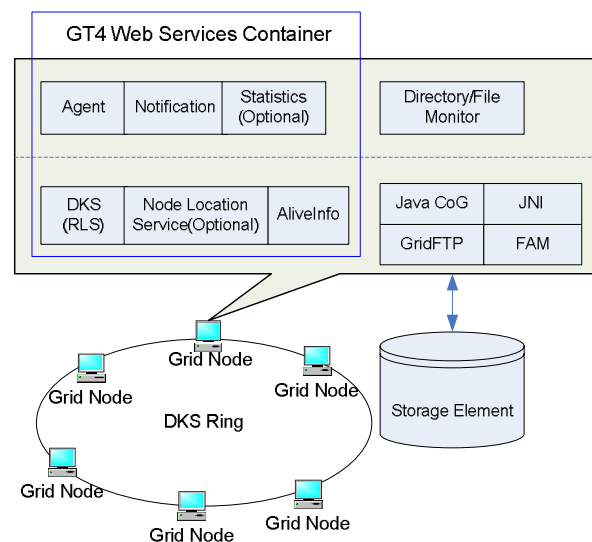 GT4 Web Services Container
Agent
Notification
Statistics
(Optional)
Directory/File
Monitor
DKS
(RLS)
Node Location
Service(Optional)
AliveInfo
Java CoG
JNI
GridFTP
FAM
Grid Node
Grid Node
Grid Node
DKS Ring
Storage Element
Grid Node
Grid Node
Grid Node